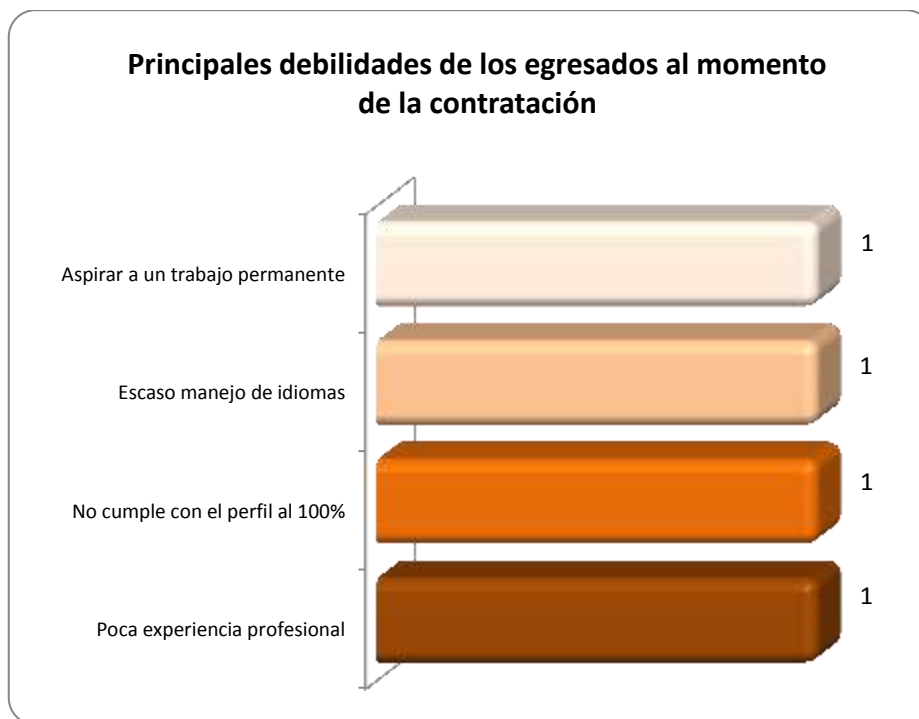 Principales debilidades de los egresados al momento
de la contratación
Aspirar a un trabajo permanente
1
Escaso manejo de idiomas
1
No cumple con el perfil al 100%
1
Poca experiencia profesional
1